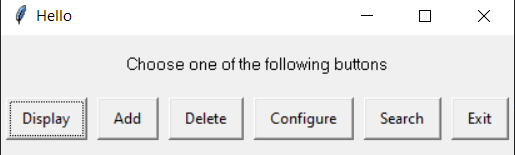 Hello
Choose one of the following buttons
Display Add Delete Configure Search Exit